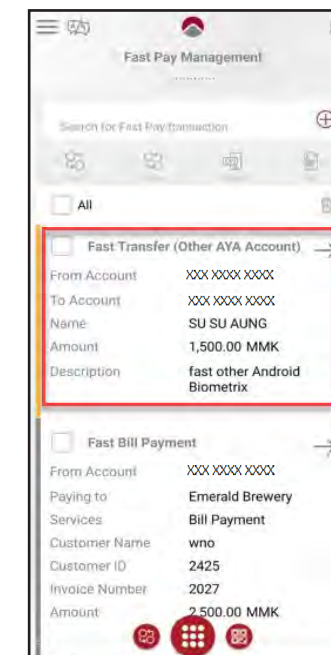 Fast Pay Management
Search for Fast Pay transaction
All
Fast Transfer (Other AYA Account)
From Account XXX XXXX XXXX
To Account XXX XXXX XXXX
Name SU SU AUNG
Amount 1,500.00 MMK
Description fast other Android
Biometrix
Fast Bill Payment
From Account XXX XXXX XXXX
Paying to Emerald Brewery
Services Bill Payment
Customer Name wno
Customer ID 2425
Invoice Number 2027
Amount 2,500.00 MMK